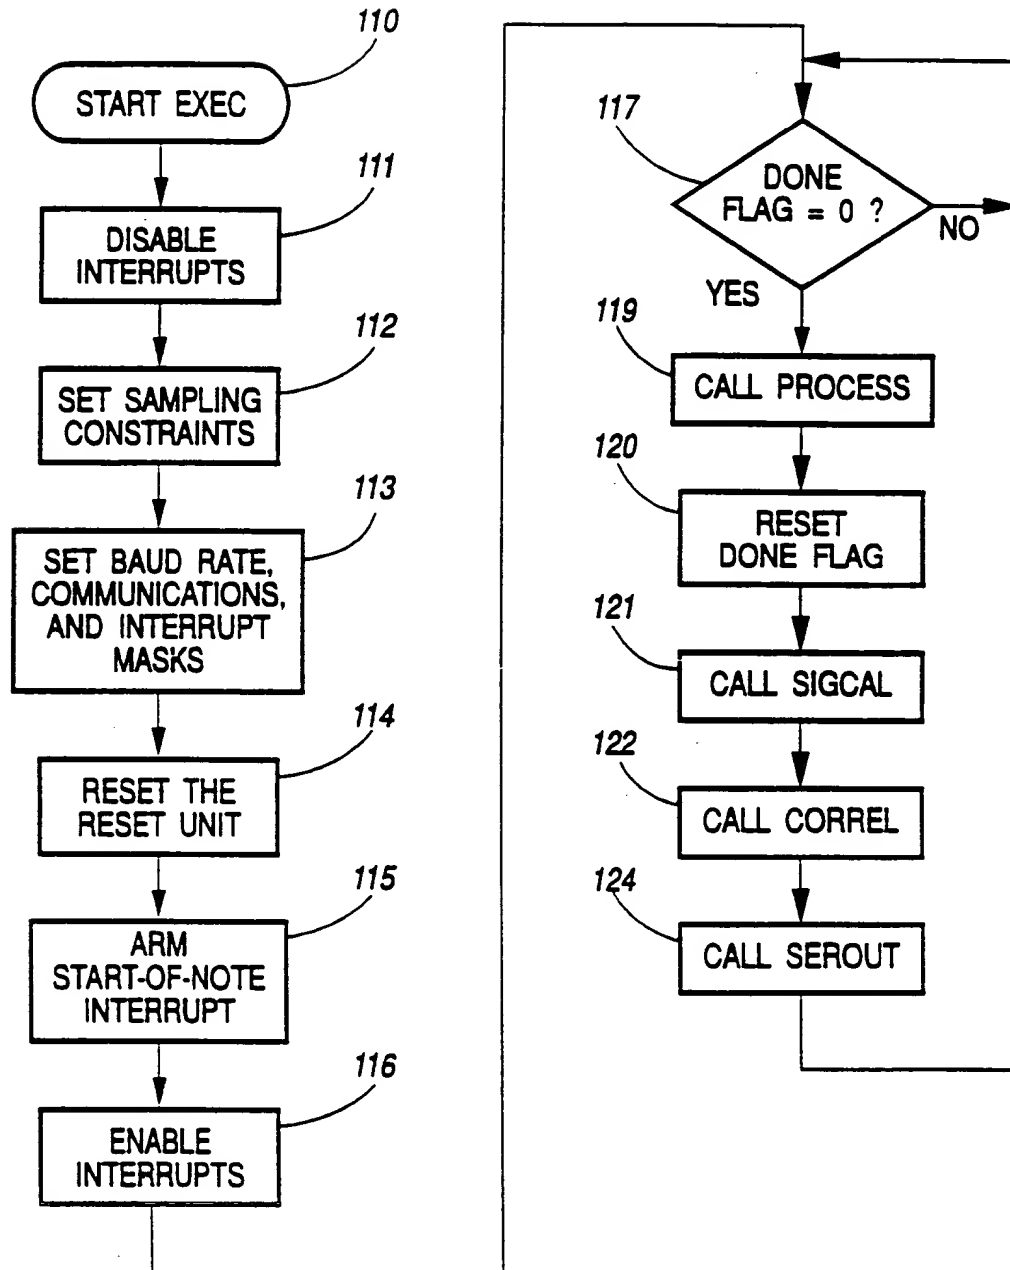 110
START EXEC
111
DISABLE
INTERRUPTS
112
SET SAMPLING
CONSTRAINTS
113
SET BAUD RATE,
COMMUNICATIONS,
AND INTERRUPT
MASKS
114
RESET THE
RESET UNIT
115
ARM
START-OF-NOTE
INTERRUPT
116
ENABLE
INTERRUPTS
117
DONE
FLAG = 0 ?
NO
YES
119
CALL PROCESS
120
RESET
DONE FLAG
121
CALL SIGCAL
122
CALL CORREL
124
CALL SEROUT